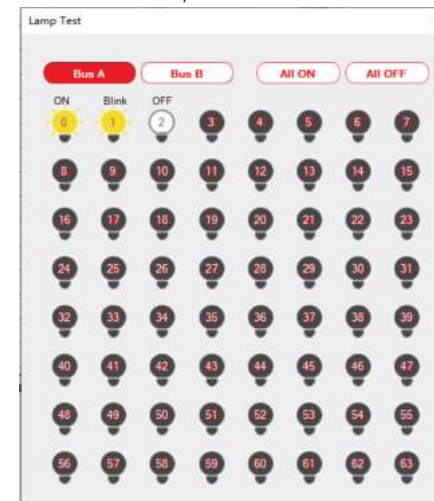 Lamp Test
Bus A Bus B All ON All OFF
ON Blink OFF
0 1 2 3 4 5 6 7
8 9 10 11 12 13 14 15
16 17 18 19 20 21 22 23
24 25 26 27 28 29 30 31
32 33 34 35 36 37 38 39
40 41 42 43 44 45 46 47
48 49 50 51 52 53 54 55
56 57 58 59 60 61 62 63